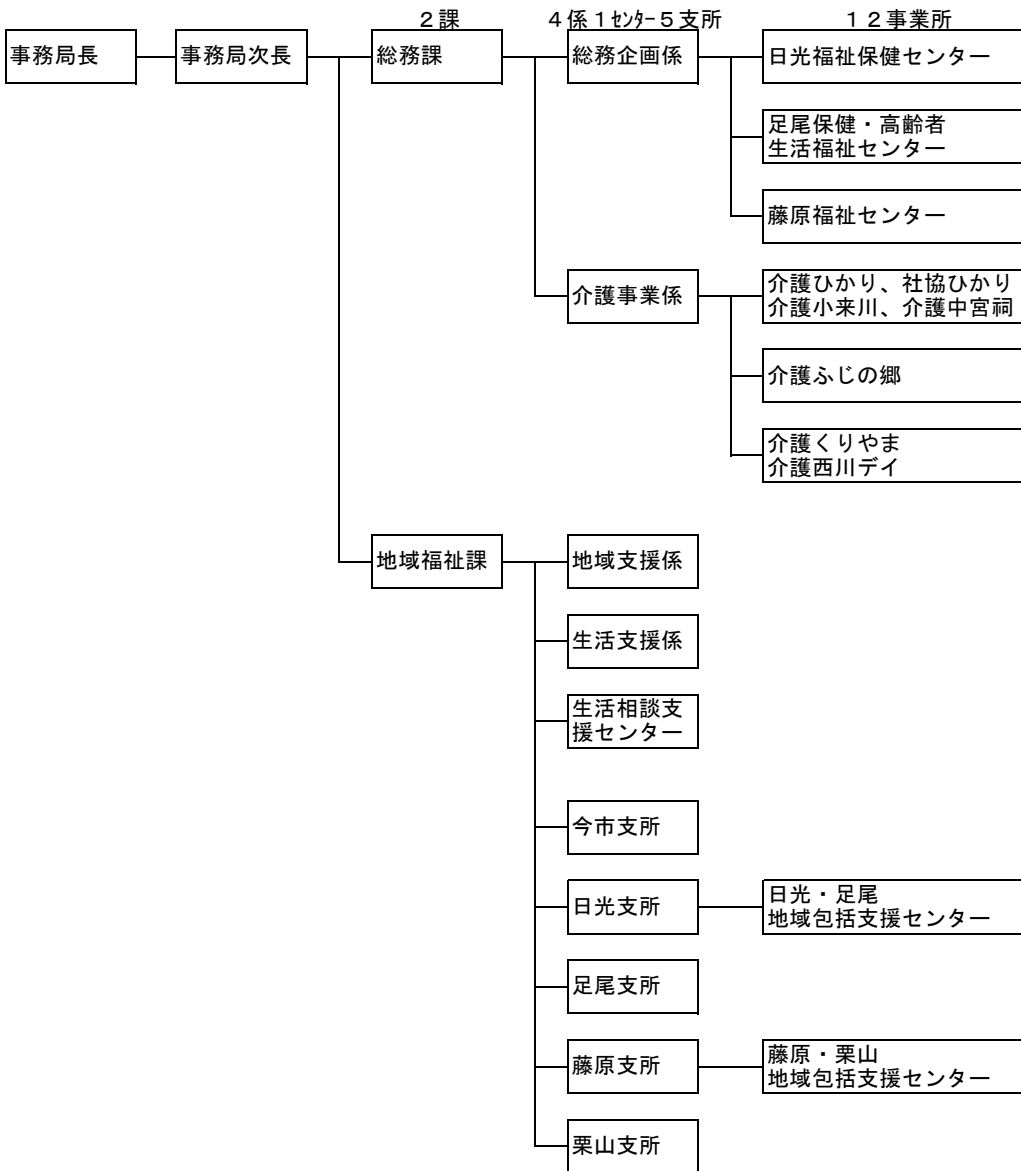 ２課
４係１ｾﾝﾀｰ５支所
１２事業所
事務局長
事務局次長
総務課
総務企画係
日光福祉保健センター
足尾保健・高齢者
生活福祉センター
藤原福祉センター
介護事業係
介護ひかり、社協ひかり
介護小来川、介護中宮祠
介護ふじの郷
介護くりやま
介護西川デイ
地域福祉課
地域支援係
生活支援係
生活相談支
援センター
今市支所
日光支所
日光・足尾
地域包括支援センター
足尾支所
藤原支所
藤原・栗山
地域包括支援センター
栗山支所